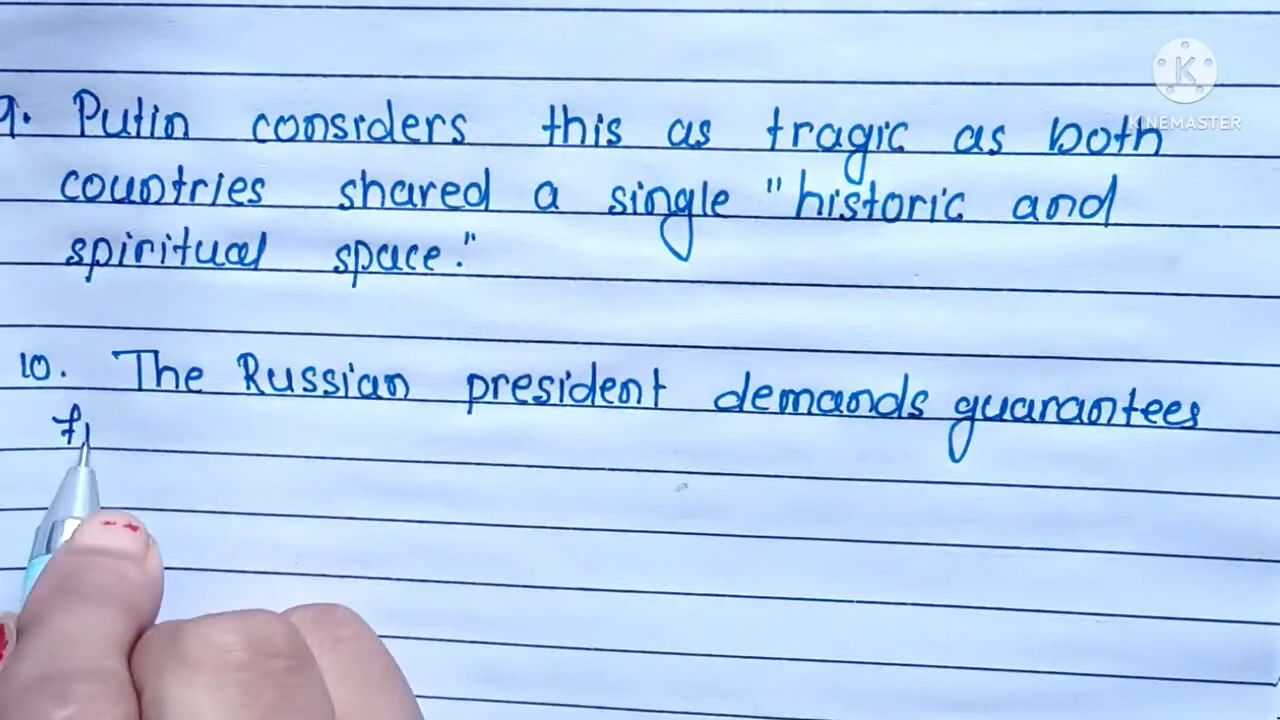 9. Putin considers this as tragic as both
KINEMASTER
countries shared a single "historic and
spiritual space."
10. The Russian president demands guarantees